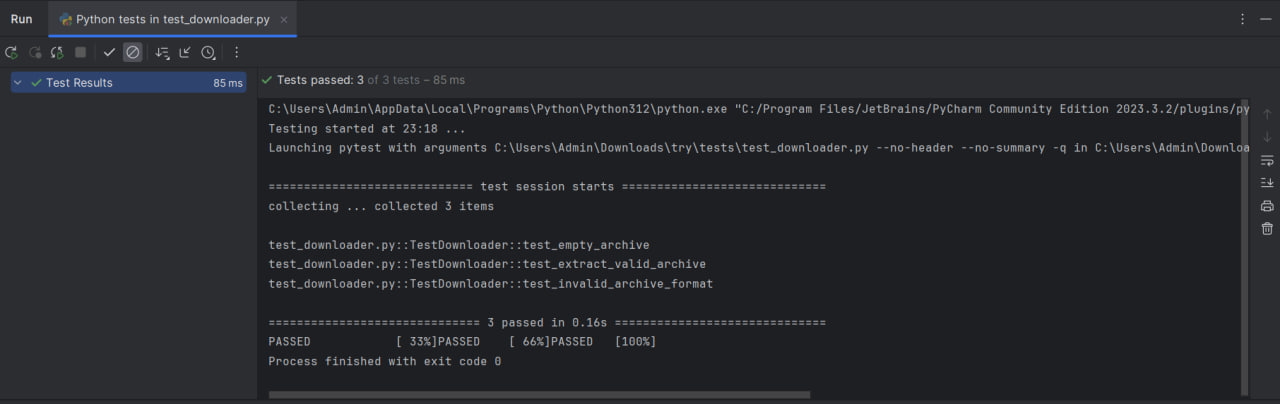 Run
Python tests in test_downloader.py
Test Results 85 ms
Tests passed: 3 of 3 tests – 85 ms
C:\Users\Admin\AppData\Local\Programs\Python\Python312\python.exe "C:/Program Files/JetBrains/PyCharm Community Edition 2023.3.2/plugins/py
Testing started at 23:18 ...
Launching pytest with arguments C:\Users\Admin\Downloads\try\tests\test_downloader.py --no-header --no-summary -q in C:\Users\Admin\Downloa
============================= test session starts =============================
collecting ... collected 3 items
test_downloader.py::TestDownloader::test_empty_archive
test_downloader.py::TestDownloader::test_extract_valid_archive
test_downloader.py::TestDownloader::test_invalid_archive_format
============================== 3 passed in 0.16s ==============================
PASSED            [ 33%]PASSED    [ 66%]PASSED   [100%]
Process finished with exit code 0